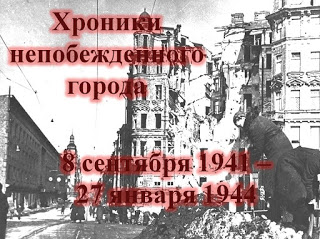 Хроники
непобежденного
города
8 сентября 1941 –
27 января 1944